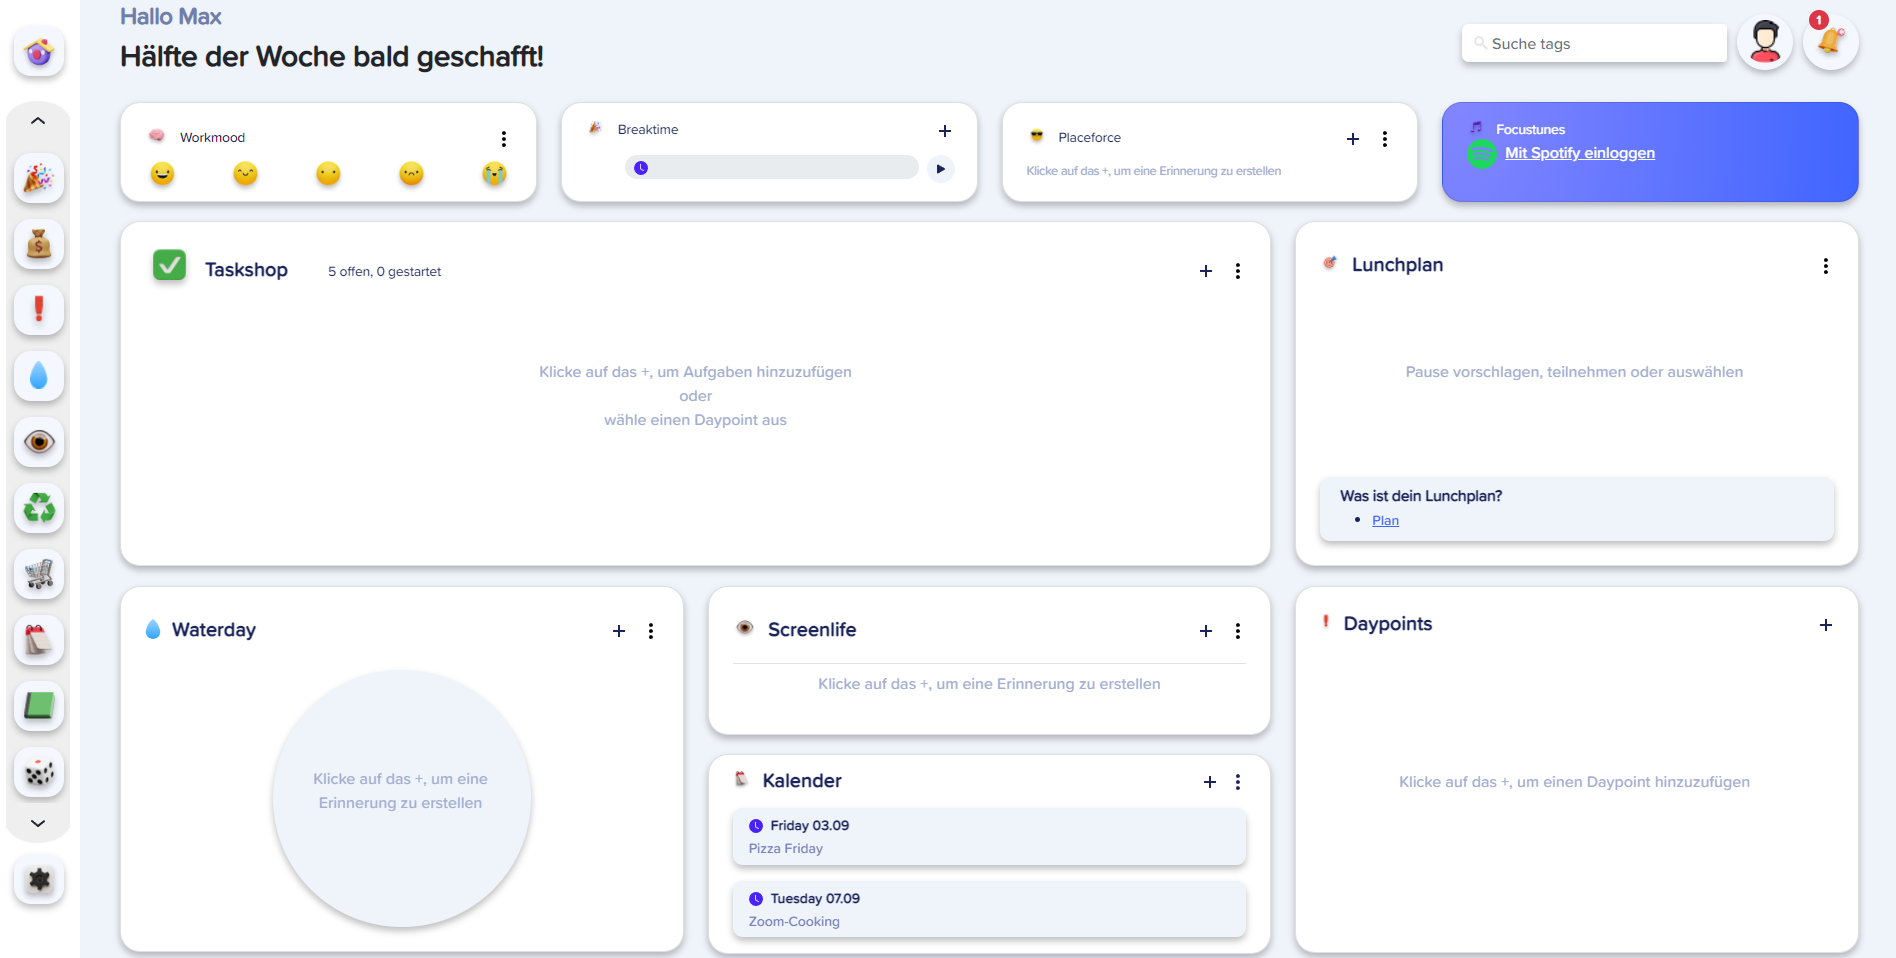 Hallo Max
Hälfte der Woche bald geschafft!
Suche tags
1
Workmood
Breaktime
Placeforce
Klicke auf das +, um eine Erinnerung zu erstellen
Focustunes
Mit Spotify einloggen
Taskshop
5 offen, 0 gestartet
Klicke auf das +, um Aufgaben hinzuzufügen
oder
wähle einen Daypoint aus
Lunchplan
Pause vorschlagen, teilnehmen oder auswählen
Was ist dein Lunchplan?
Plan
Waterday
Klicke auf das +, um eine
Erinnerung zu erstellen
Screenlife
Klicke auf das +, um eine Erinnerung zu erstellen
Kalender
Friday 03.09
Pizza Friday
Tuesday 07.09
Zoom-Cooking
Daypoints
Klicke auf das +, um einen Daypoint hinzuzufügen